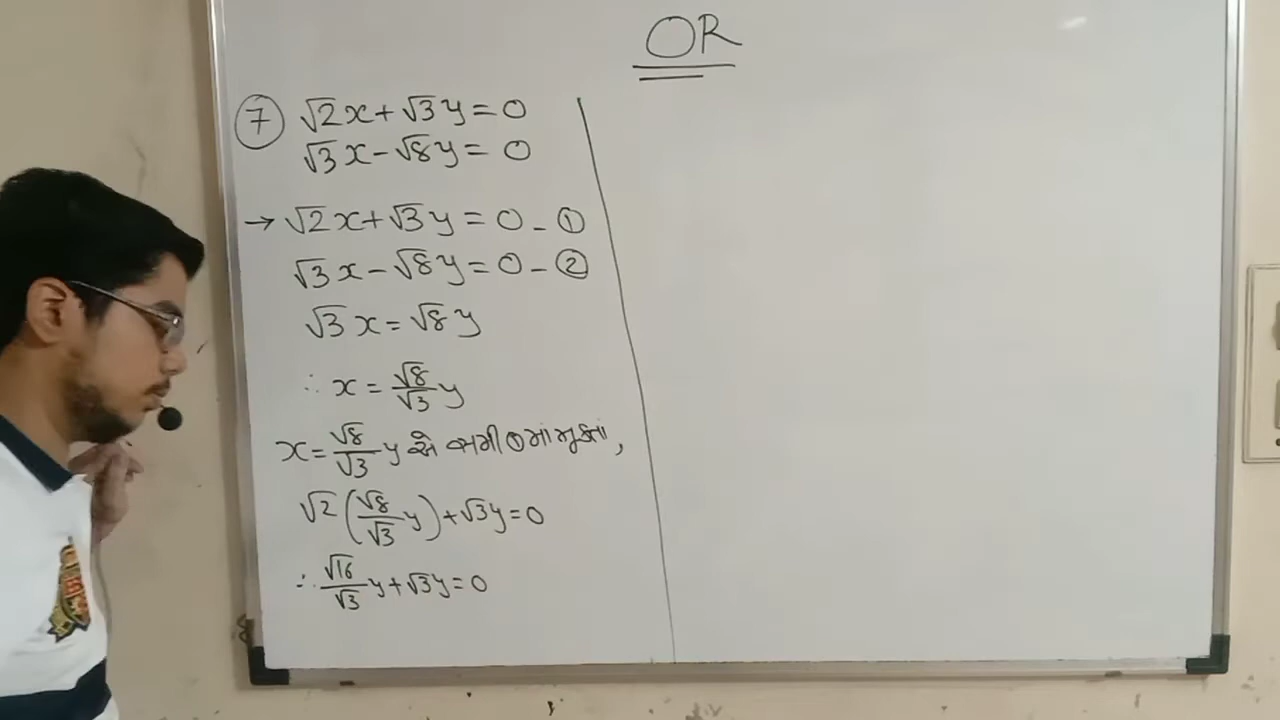 OR
7 √2x+√3y=0
√3x-√8y=0
→ √2x+√3y=0-①
√3x-√8y=0-②
√3x=√8y
∴ x=√8/√3 y
x=√8/√3 y એ સમી ①માં મૂકતા,
√2(√8/√3 y)+√3y=0
∴ √16/√3 y+√3y=0